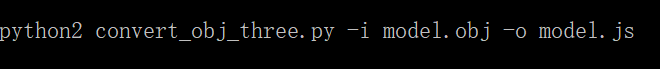 python2 convert_obj_three.py -i model.obj -o model.js